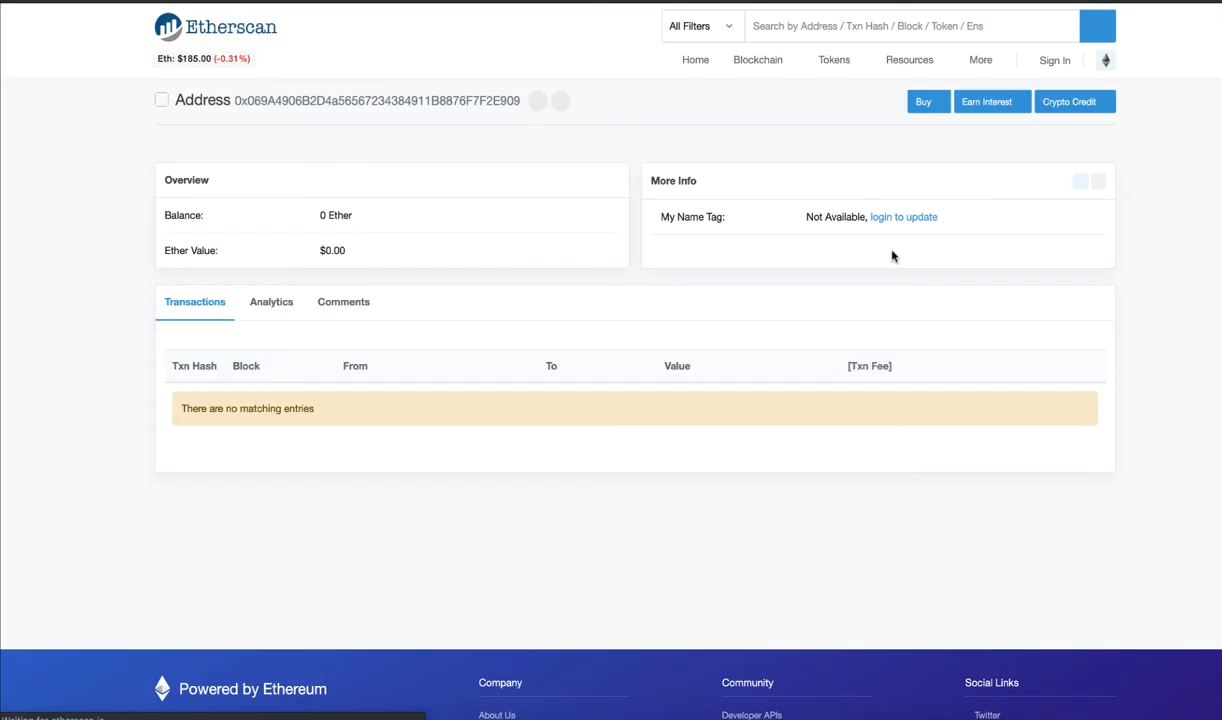 Etherscan
All Filters
Search by Address / Txn Hash / Block / Token / Ens
Eth: $185.00 (-0.31%)
Home Blockchain Tokens Resources More Sign In
Address 0x069A4906B2D4a56567234384911B8876F7F2E909
Buy Earn Interest Crypto Credit
Overview
Balance: 0 Ether
Ether Value: $0.00
More Info
My Name Tag: Not Available, login to update
Transactions Analytics Comments
Txn Hash Block From To Value [Txn Fee]
There are no matching entries
Powered by Ethereum
Company Community Social Links
About Us Developer APIs Twitter